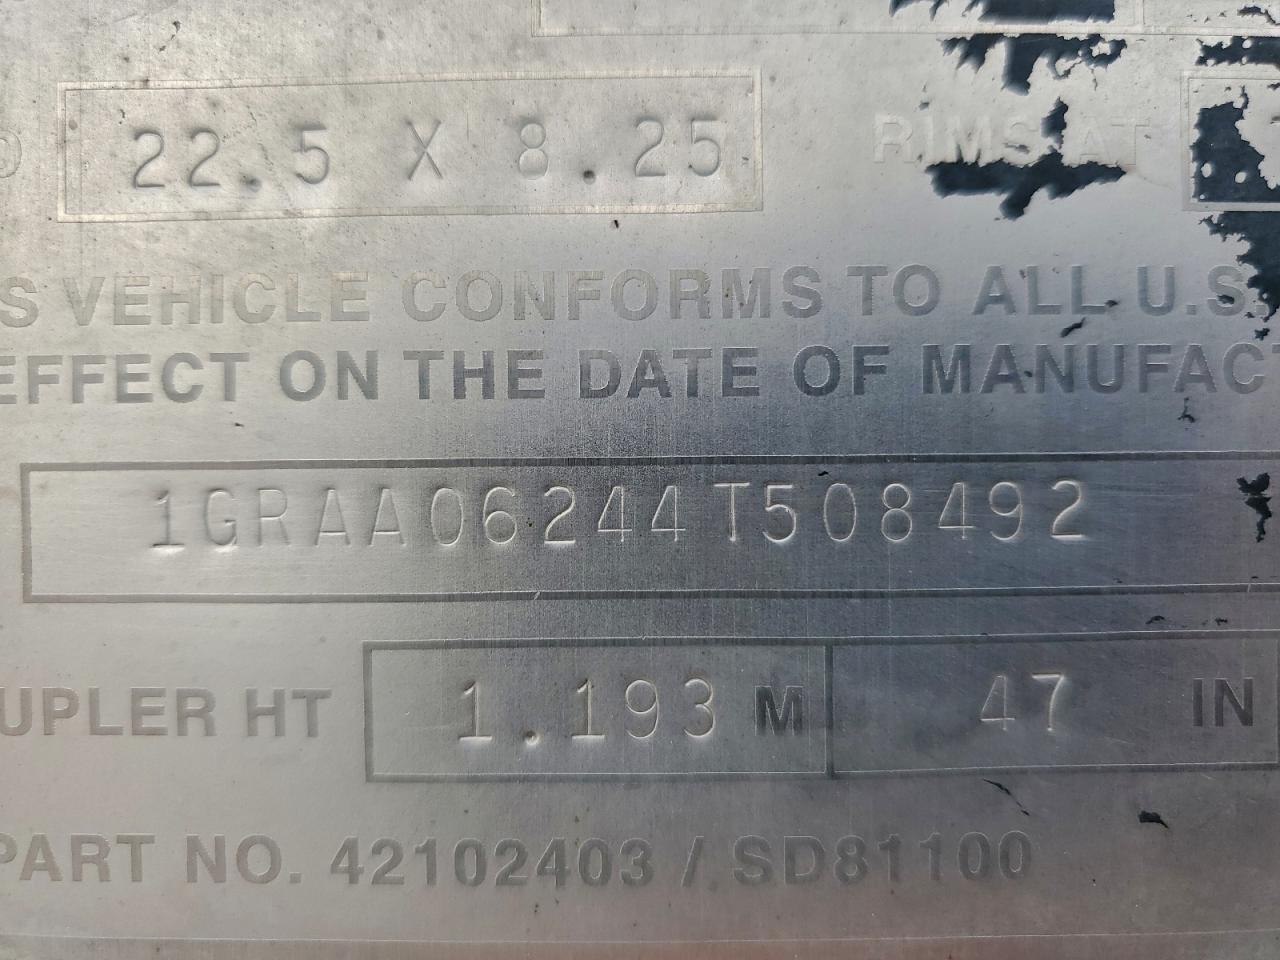 22.5 X 8.25 RIMS AT
S VEHICLE CONFORMS TO ALL U.S.
EFFECT ON THE DATE OF MANUFACT
1GRAA06244T508492
UPLER HT 1.193 M 47 IN
PART NO. 42102403 / SD81100